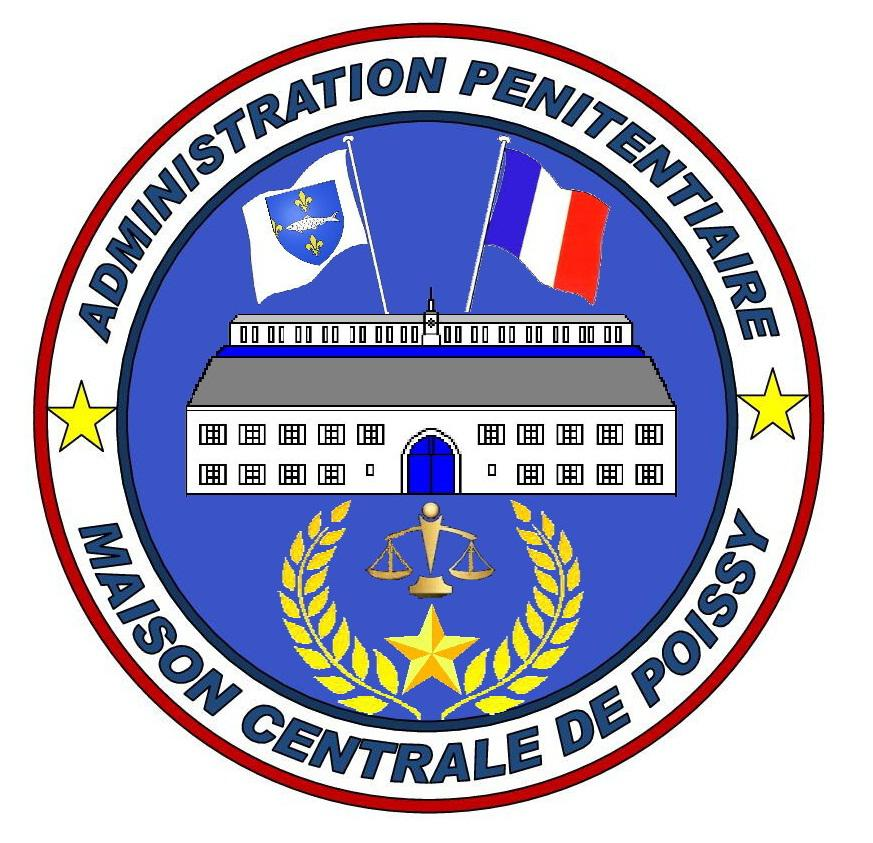 ADMINISTRATION PENITENTIAIRE
MAISON CENTRALE DE POISSY